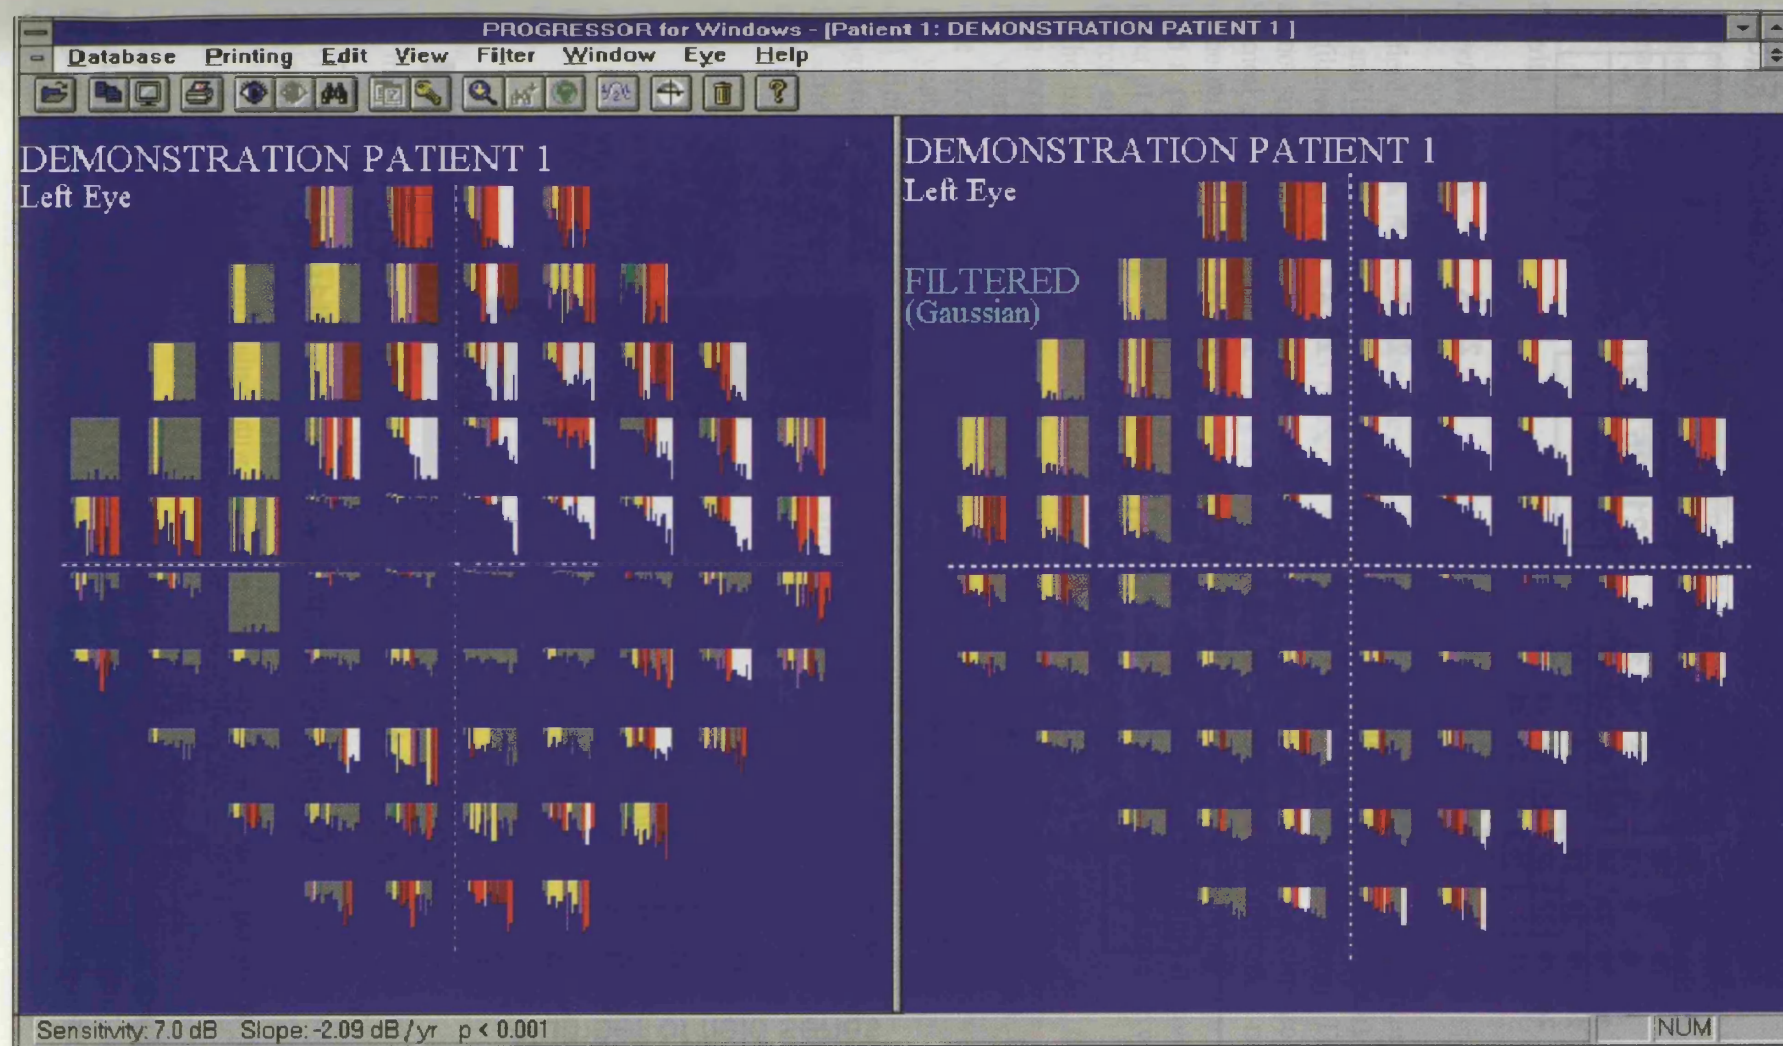 PROGRESSOR for Windows - [Patient 1: DEMONSTRATION PATIENT 1 ]
Database Printing Edit View Filter Window Eye Help
DEMONSTRATION PATIENT 1
Left Eye
DEMONSTRATION PATIENT 1
Left Eye
FILTERED
(Gaussian)
Sensitivity: 7.0 dB Slope: -2.09 dB / yr p < 0.001
NUM